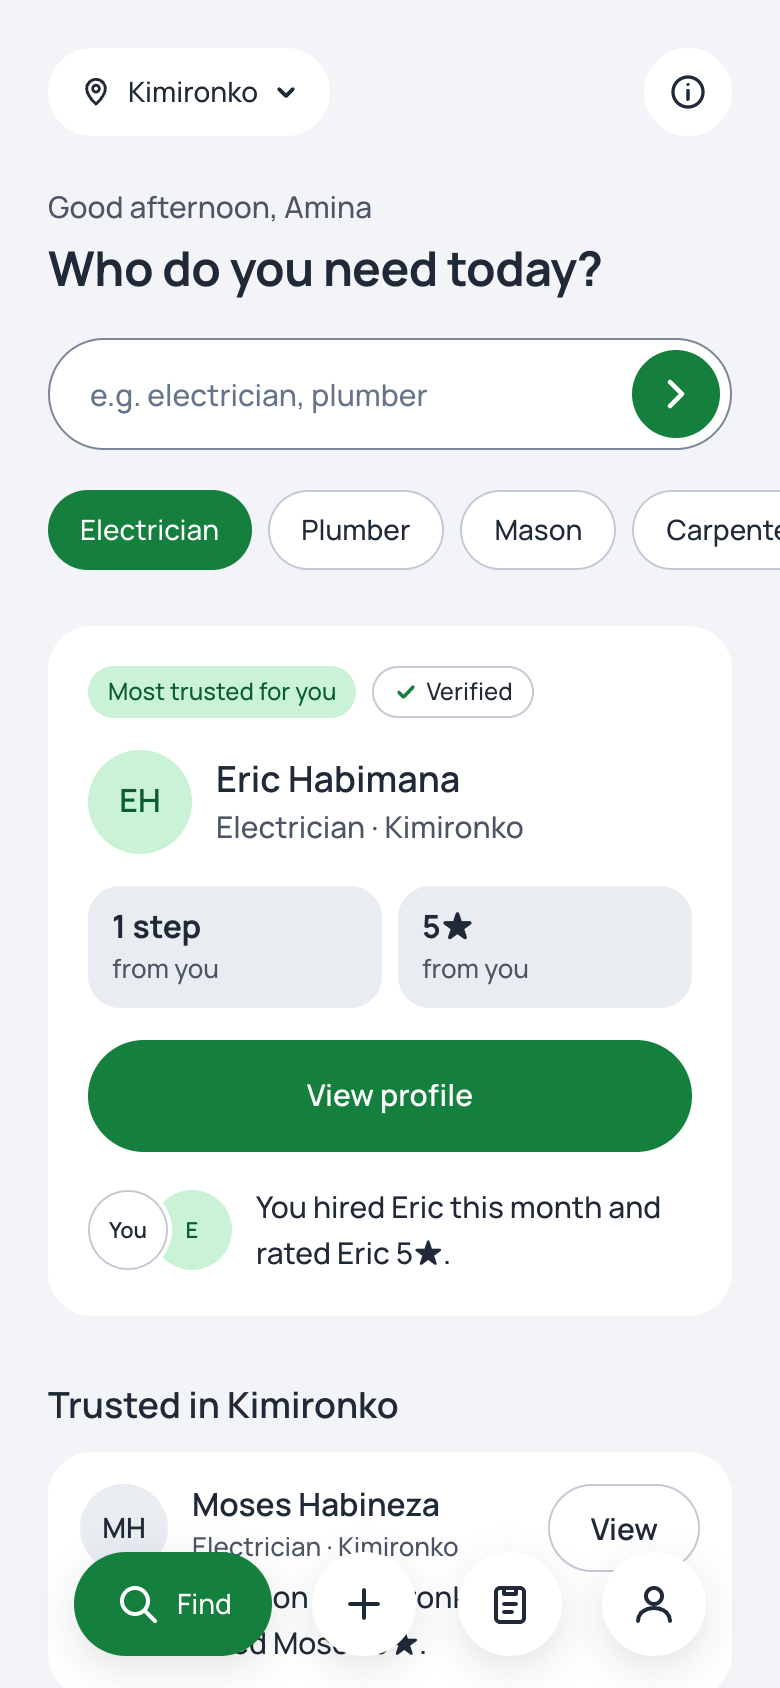 Kimironko
Good afternoon, Amina
Who do you need today?
e.g. electrician, plumber
Electrician
Plumber
Mason
Carpente
Most trusted for you
Verified
EH
Eric Habimana
Electrician · Kimironko
1 step
from you
5★
from you
View profile
You
E
You hired Eric this month and
rated Eric 5★.
Trusted in Kimironko
MH
Moses Habineza
Electrician · Kimironko
View
on
Find
★.